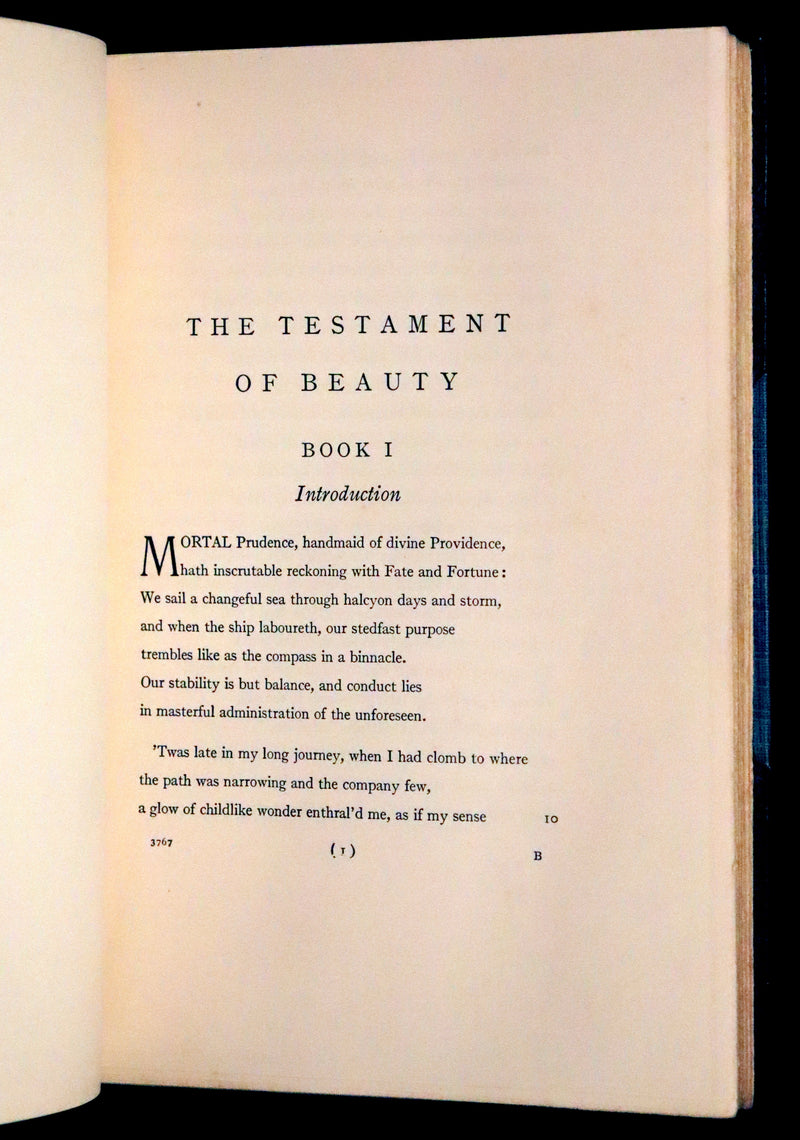 THE TESTAMENT
OF BEAUTY
BOOK I
Introduction
MORTAL Prudence, handmaid of divine Providence,
hath inscrutable reckoning with Fate and Fortune :
We sail a changeful sea through halcyon days and storm,
and when the ship laboureth, our stedfast purpose
trembles like as the compass in a binnacle.
Our stability is but balance, and conduct lies
in masterful administration of the unforeseen.
'Twas late in my long journey, when I had clomb to where
the path was narrowing and the company few,
a glow of childlike wonder enthral'd me, as if my sense 10
3767 (1) B